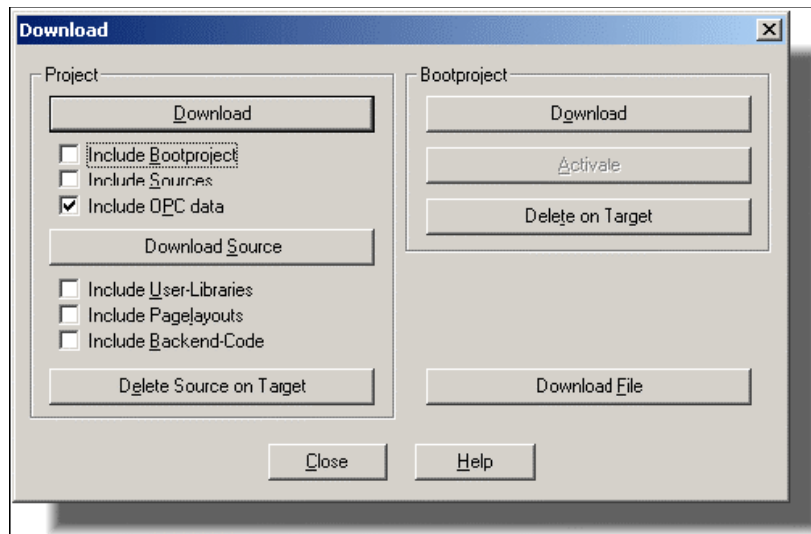 Download
Project
Download
Include Bootproject
Include Sources
Include OPC data
Download Source
Include User-Libraries
Include Pagelayouts
Include Backend-Code
Delete Source on Target
Bootproject
Download
Activate
Delete on Target
Download File
Close
Help